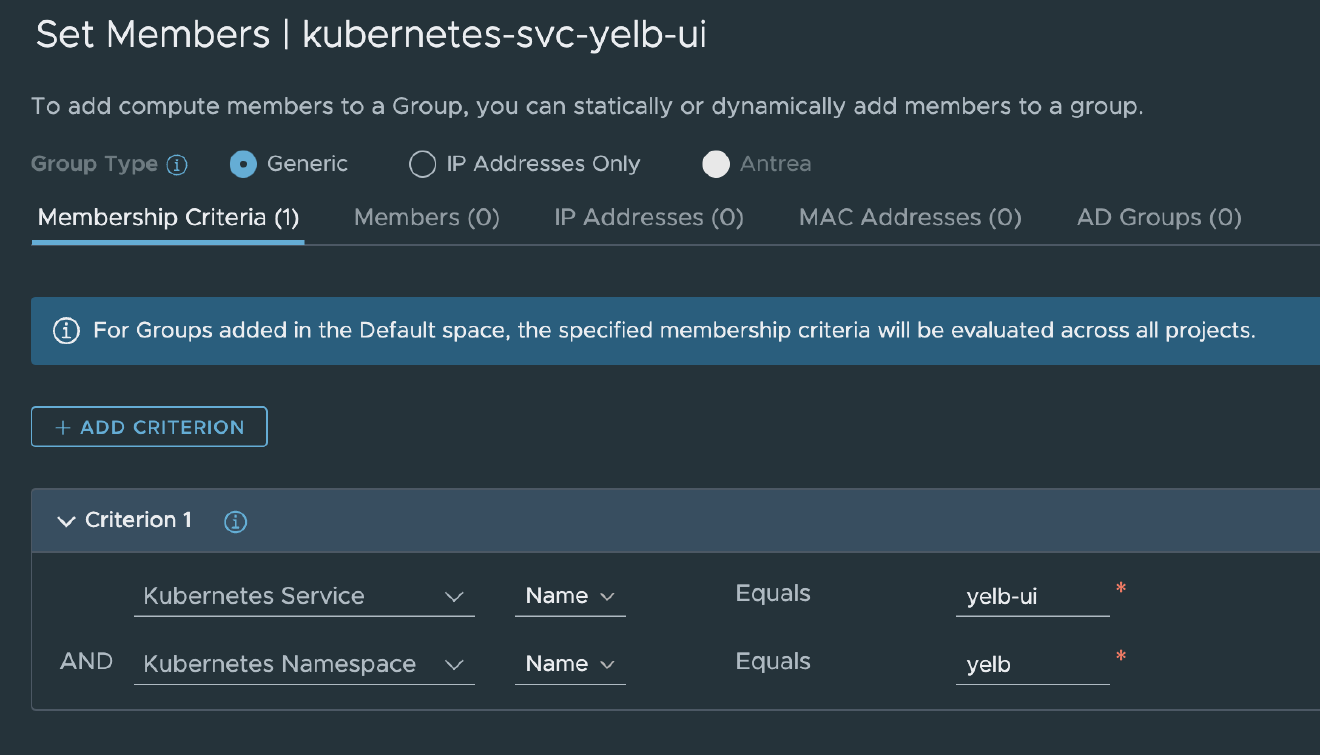 Set Members | kubernetes-svc-yelb-ui
To add compute members to a Group, you can statically or dynamically add members to a group.
Group Type Generic IP Addresses Only Antrea
Membership Criteria (1) Members (0) IP Addresses (0) MAC Addresses (0) AD Groups (0)
For Groups added in the Default space, the specified membership criteria will be evaluated across all projects.
+ ADD CRITERION
Criterion 1
Kubernetes Service Name Equals yelb-ui *
AND Kubernetes Namespace Name Equals yelb *